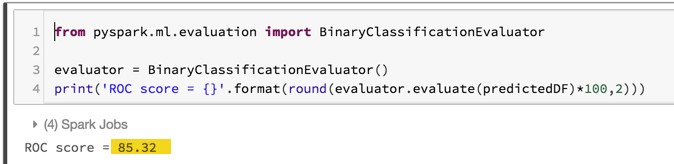 1 from pyspark.ml.evaluation import BinaryClassificationEvaluator
2
3 evaluator = BinaryClassificationEvaluator()
4 print('ROC score = {}'.format(round(evaluator.evaluate(predictedDF)*100,2)))
(4) Spark Jobs
ROC score = 85.32